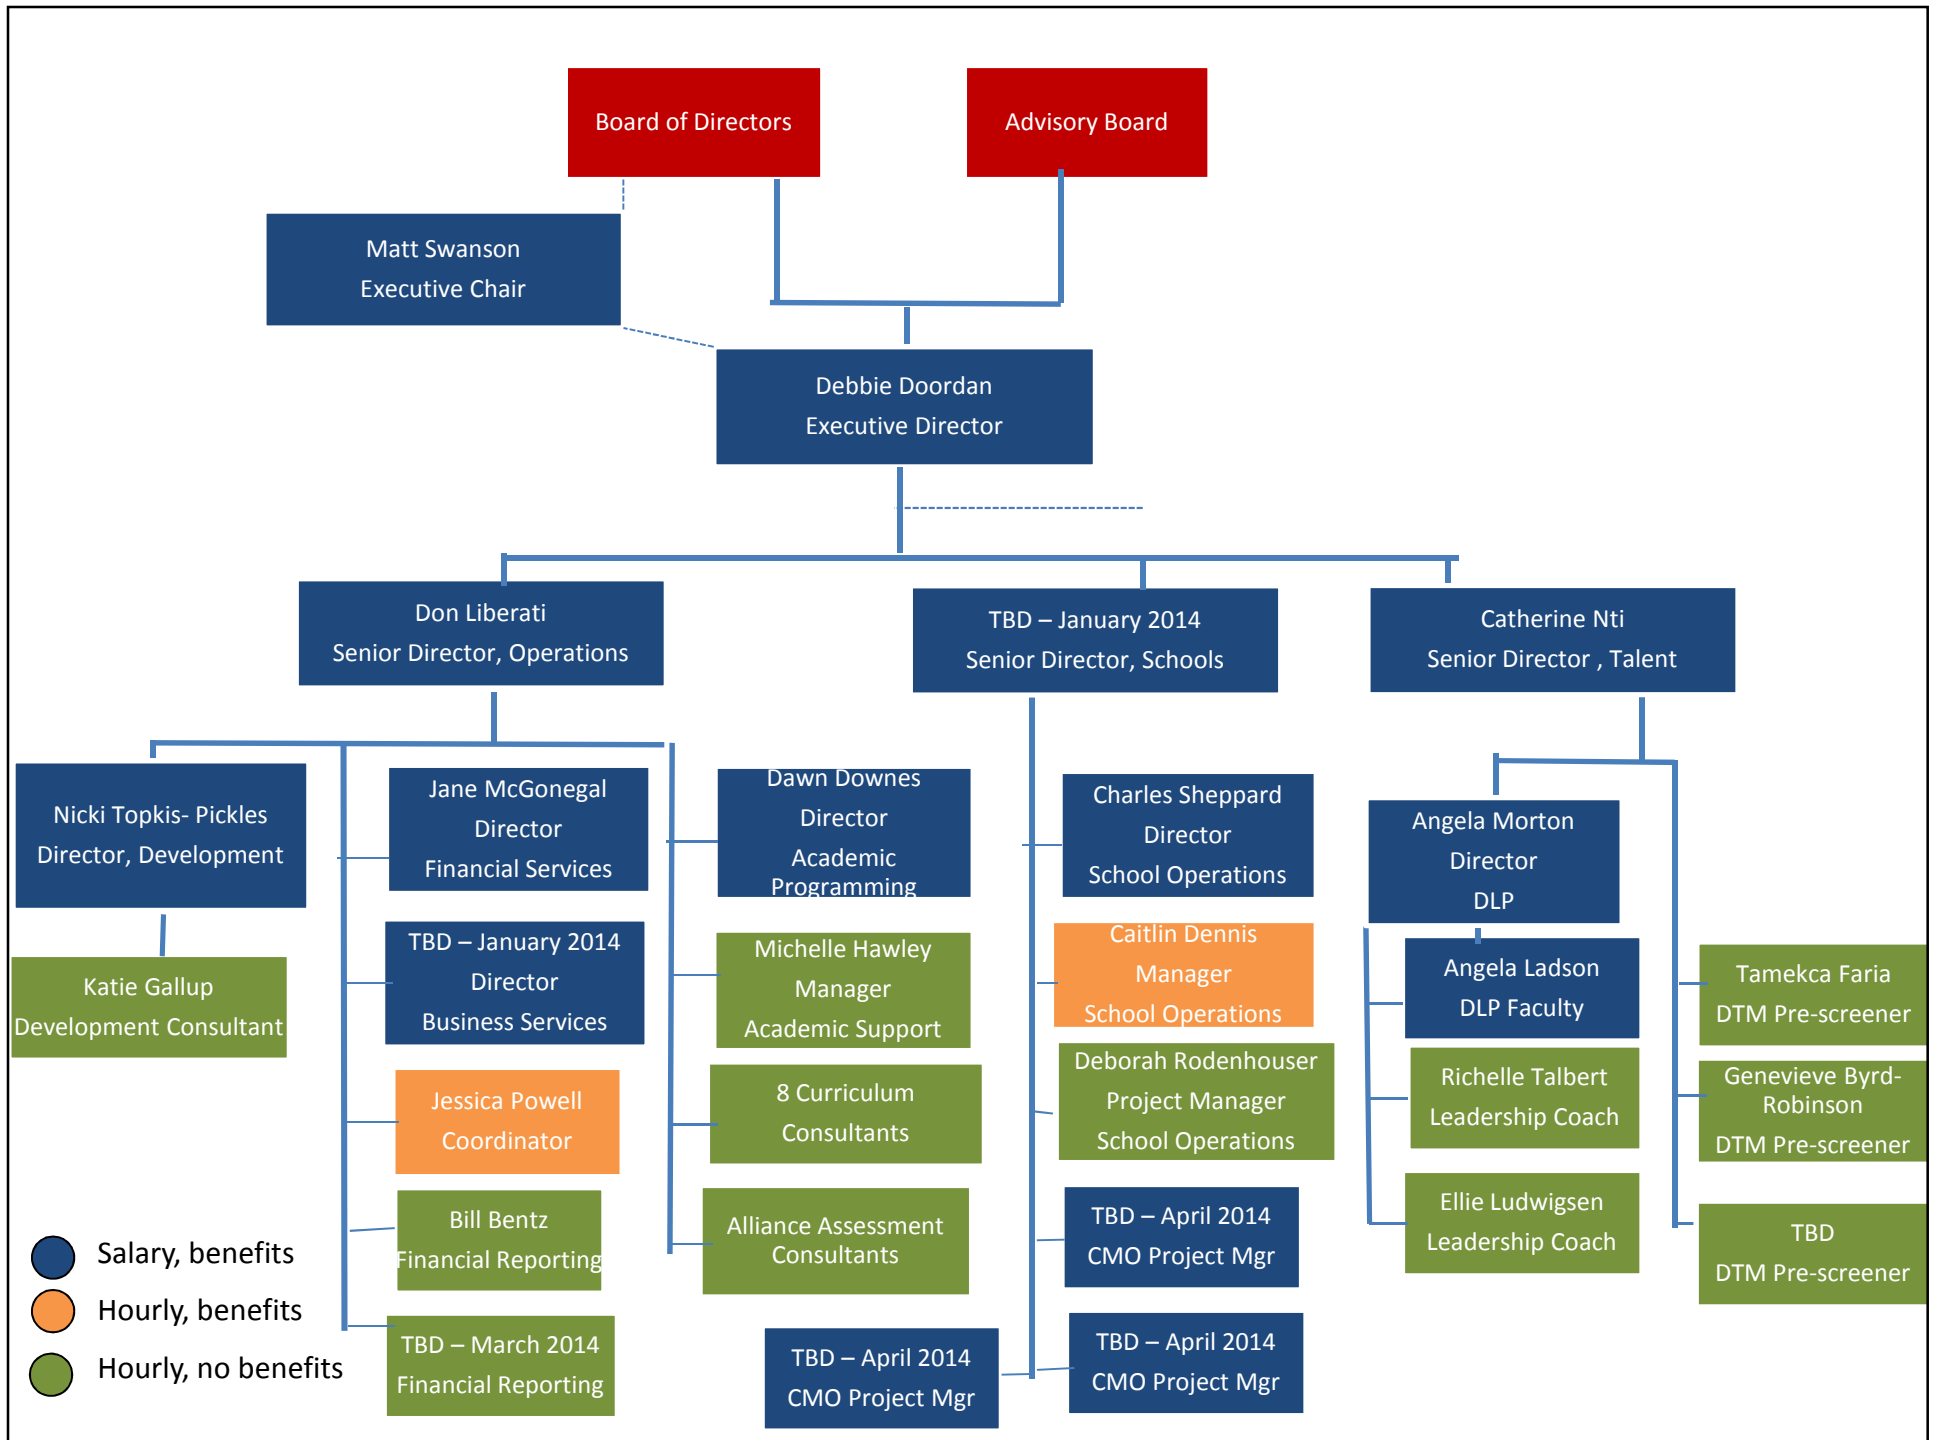 Board of Directors
Advisory Board
Matt Swanson
Executive Chair
Debbie Doordan
Executive Director
Don Liberati
Senior Director, Operations
TBD – January 2014
Senior Director, Schools
Catherine Nti
Senior Director , Talent
Nicki Topkis- Pickles
Director, Development
Katie Gallup
Development Consultant
Jane McGonegal
Director
Financial Services
TBD – January 2014
Director
Business Services
Jessica Powell
Coordinator
Bill Bentz
Financial Reporting
TBD – March 2014
Financial Reporting
Dawn Downes
Director
Academic
Programming
Michelle Hawley
Manager
Academic Support
8 Curriculum
Consultants
Alliance Assessment
Consultants
Charles Sheppard
Director
School Operations
Caitlin Dennis
Manager
School Operations
Deborah Rodenhouser
Project Manager
School Operations
TBD – April 2014
CMO Project Mgr
TBD – April 2014
CMO Project Mgr
TBD – April 2014
CMO Project Mgr
Angela Morton
Director
DLP
Angela Ladson
DLP Faculty
Richelle Talbert
Leadership Coach
Ellie Ludwigsen
Leadership Coach
Tamekca Faria
DTM Pre-screener
Genevieve Byrd-
Robinson
DTM Pre-screener
TBD
DTM Pre-screener
Salary, benefits
Hourly, benefits
Hourly, no benefits